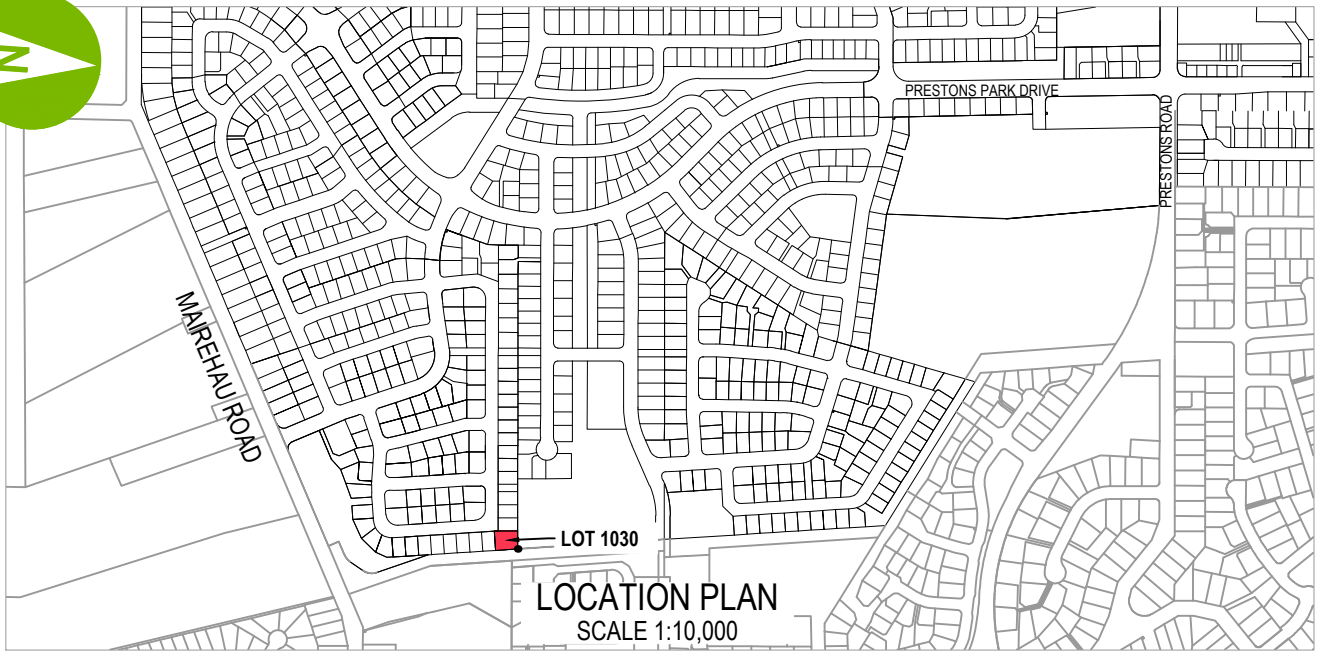 N
PRESTONS PARK DRIVE
PRESTONS ROAD
MAIREHAU ROAD
LOT 1030
LOCATION PLAN
SCALE 1:10,000